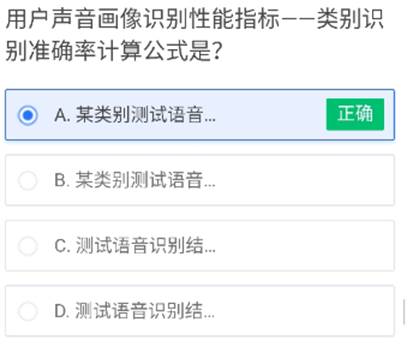 用户声音画像识别性能指标——类别识
别准确率计算公式是？
A. 某类别测试语音... 正确
B. 某类别测试语音...
C. 测试语音识别结...
D. 测试语音识别结...